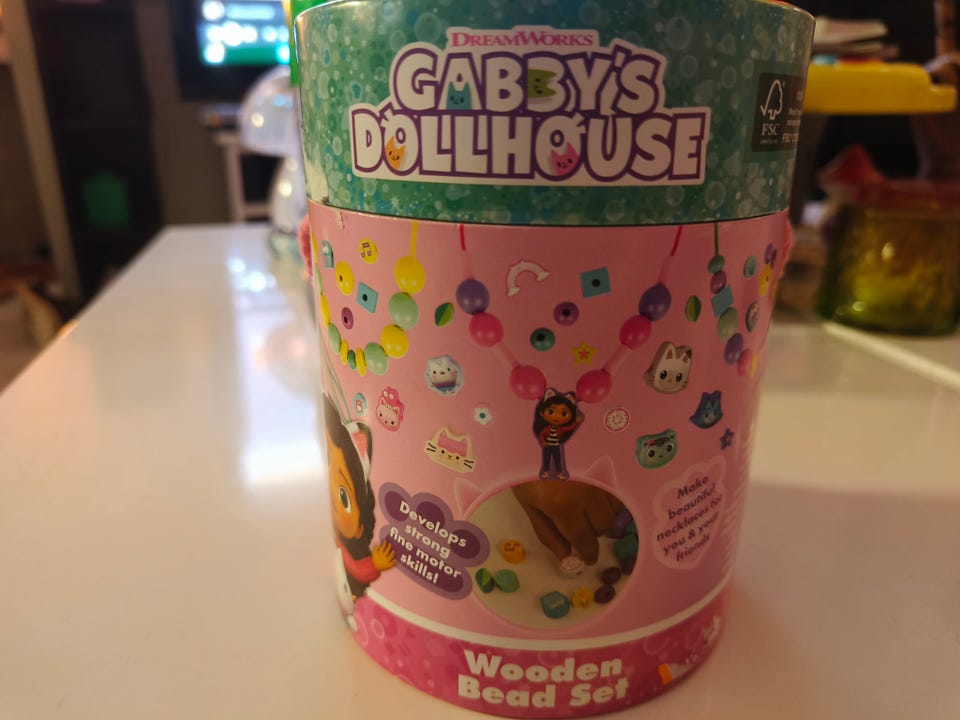 DREAMWORKS
GABBY'S
DOLLHOUSE
FSC
Develops
strong
fine motor
skills!
Make
beautiful
necklaces for
you & your
friends
Wooden
Bead Set